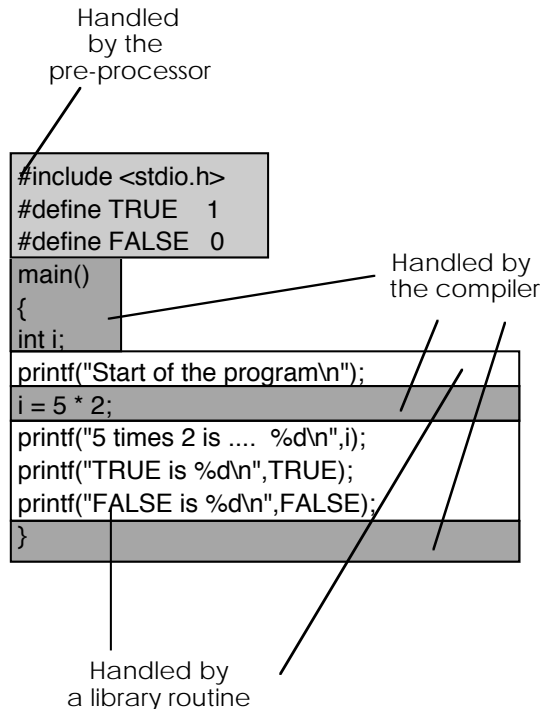 Handled
by the
pre-processor
#include <stdio.h>
#define TRUE 1
#define FALSE 0
main()
{
int i;
Handled by
the compiler
printf("Start of the program\n");
i = 5 * 2;
printf("5 times 2 is .... %d\n",i);
printf("TRUE is %d\n",TRUE);
printf("FALSE is %d\n",FALSE);
}
Handled by
a library routine